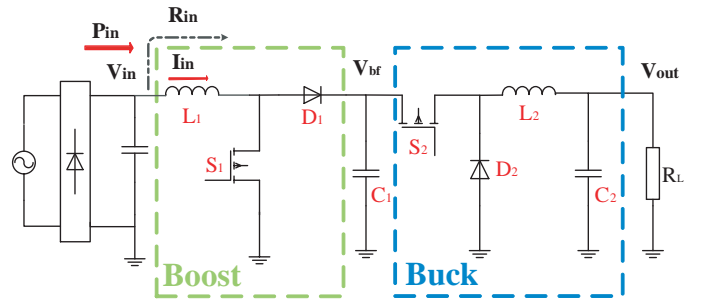 Pin
Rin
Vin
Iin
Vbf
Vout
L1
D1
S1
C1
S2
L2
D2
C2
RL
Boost
Buck